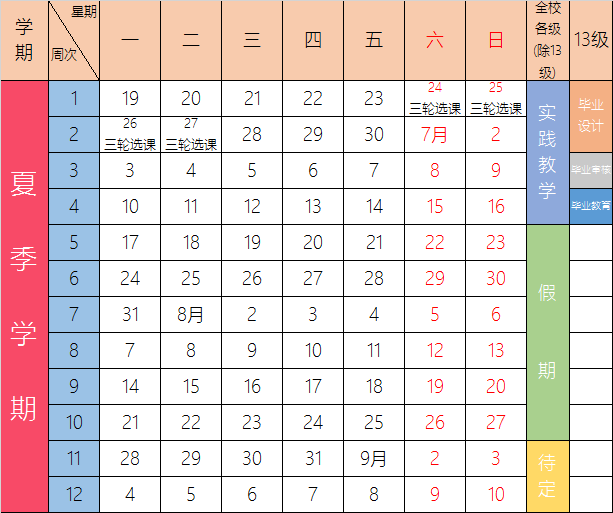 学期 星期 周次 一 二 三 四 五 六 日 全校各级(除13级) 13级
夏季学期
1 19 20 21 22 23 24 三轮选课 25 三轮选课 实践教学 毕业设计
2 26 三轮选课 27 三轮选课 28 29 30 7月 2
3 3 4 5 6 7 8 9 毕业审核
4 10 11 12 13 14 15 16 毕业教育
5 17 18 19 20 21 22 23 假期
6 24 25 26 27 28 29 30
7 31 8月 2 3 4 5 6
8 7 8 9 10 11 12 13
9 14 15 16 17 18 19 20
10 21 22 23 24 25 26 27
11 28 29 30 31 9月 2 3 待定
12 4 5 6 7 8 9 10